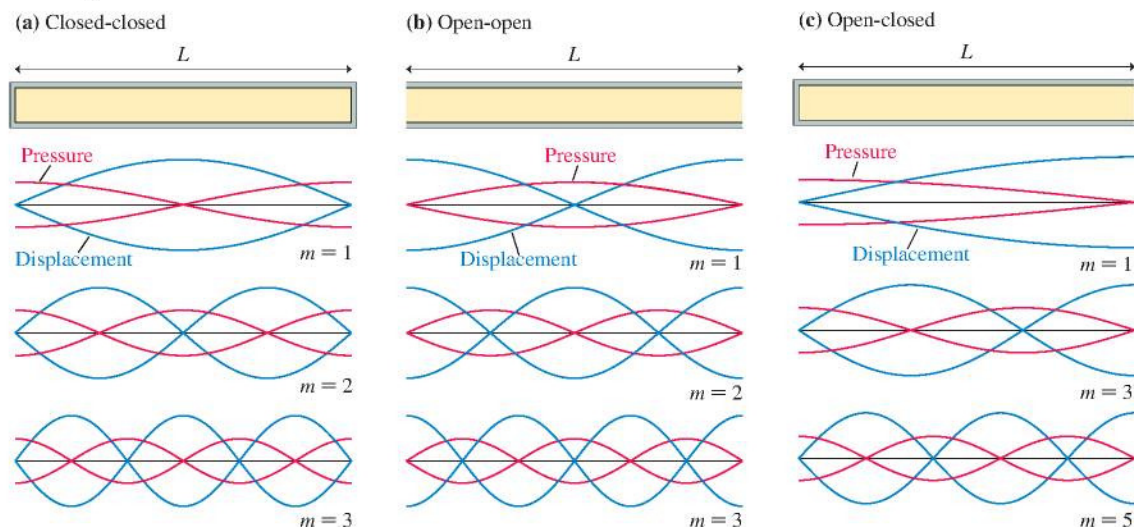 (a) Closed-closed
L
Pressure
Displacement
m = 1
m = 2
m = 3
(b) Open-open
L
Pressure
Displacement
m = 1
m = 2
m = 3
(c) Open-closed
L
Pressure
Displacement
m = 1
m = 3
m = 5